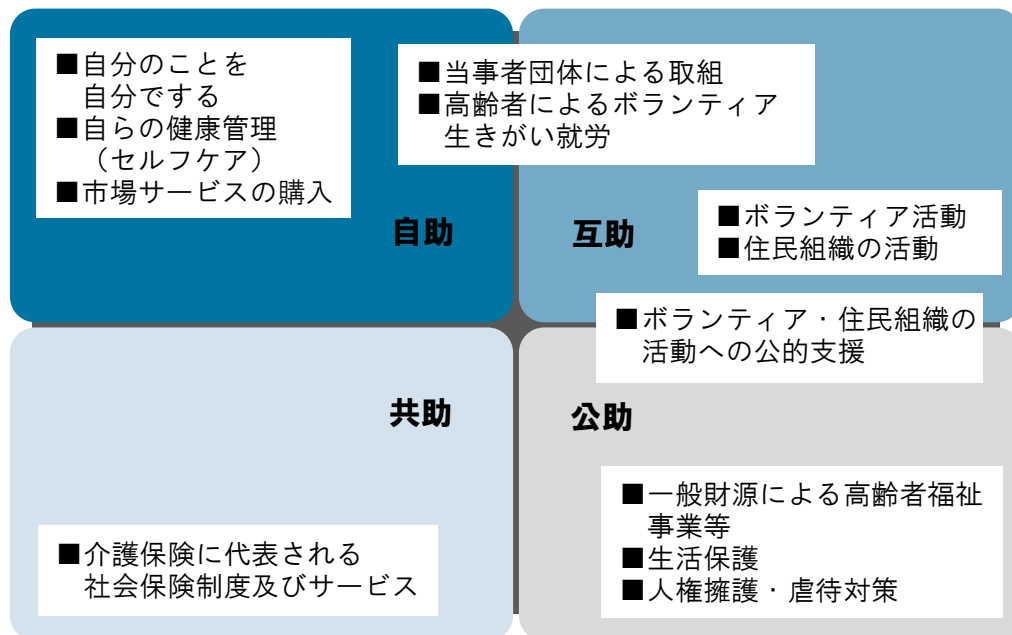 ■自分のことを
自分でする
■自らの健康管理
（セルフケア）
■市場サービスの購入
■当事者団体による取組
■高齢者によるボランティア
生きがい就労
自助
互助
■ボランティア活動
■住民組織の活動
■ボランティア・住民組織の
活動への公的支援
共助
公助
■介護保険に代表される
社会保険制度及びサービス
■一般財源による高齢者福祉
事業等
■生活保護
■人権擁護・虐待対策